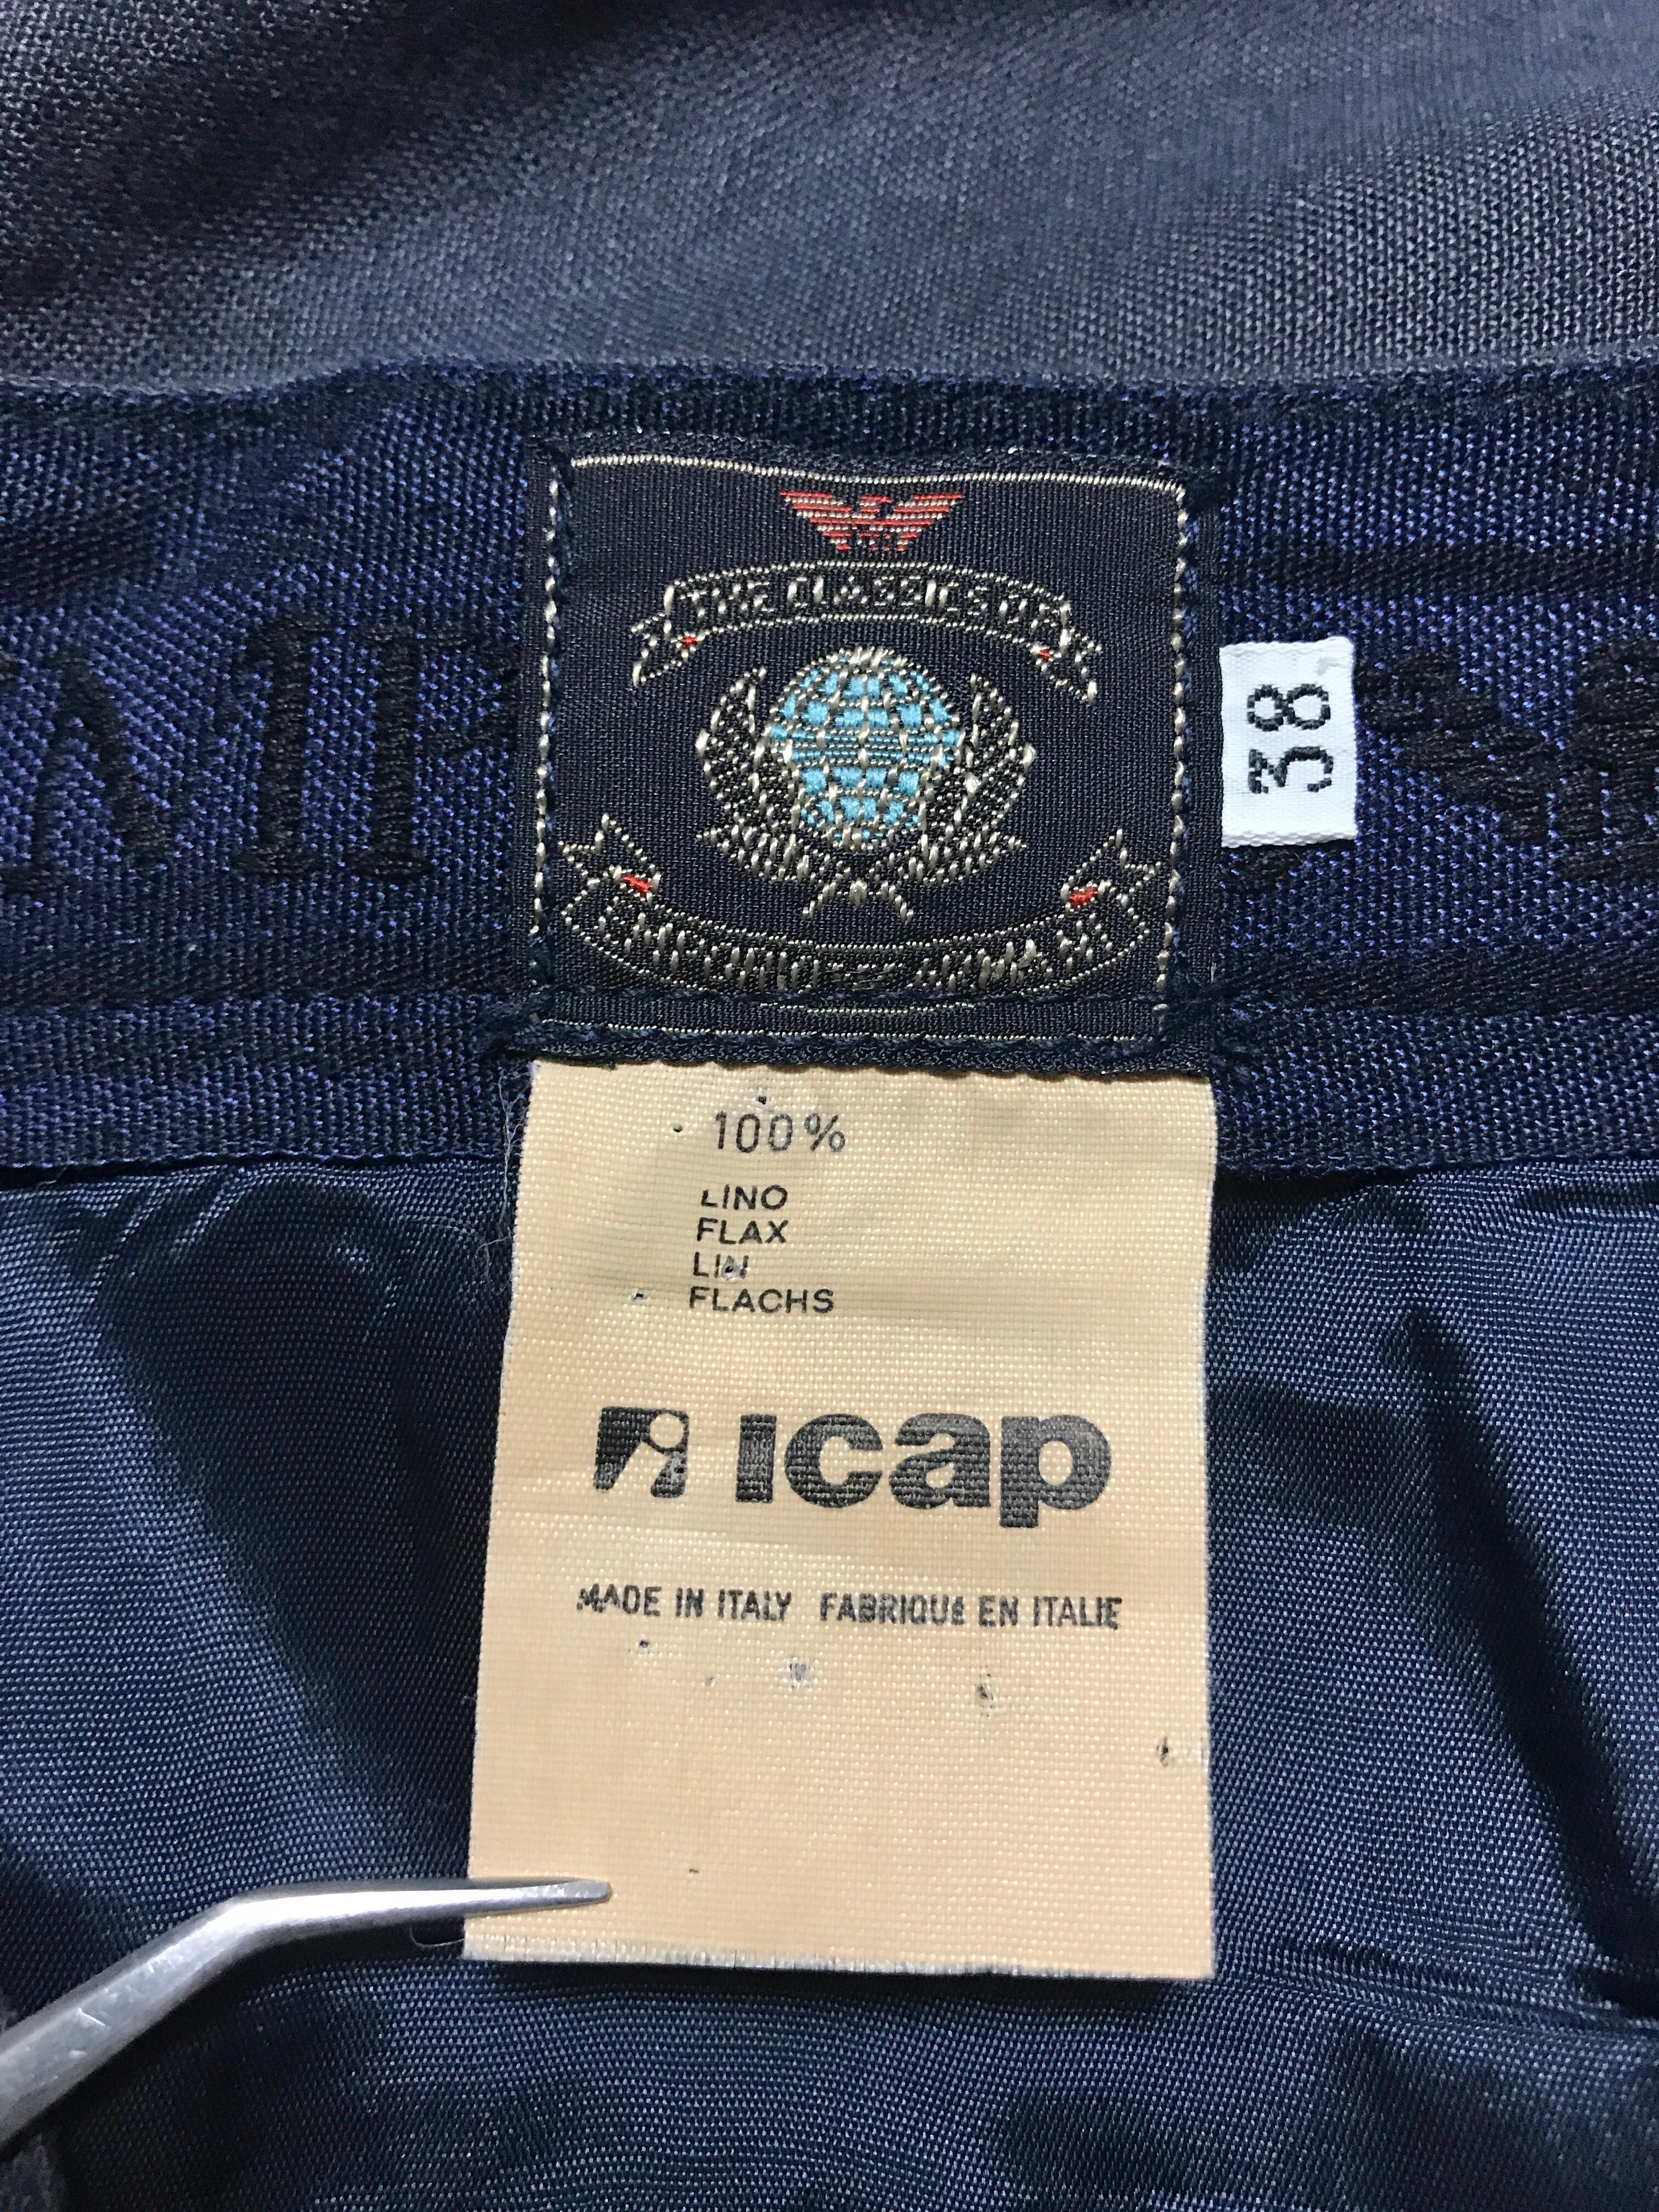 THE CLASSICS OF
EMPORIO ARMANI
38
100%
LINO
FLAX
LIN
FLACHS
icap
MADE IN ITALY FABRIQUE EN ITALIE